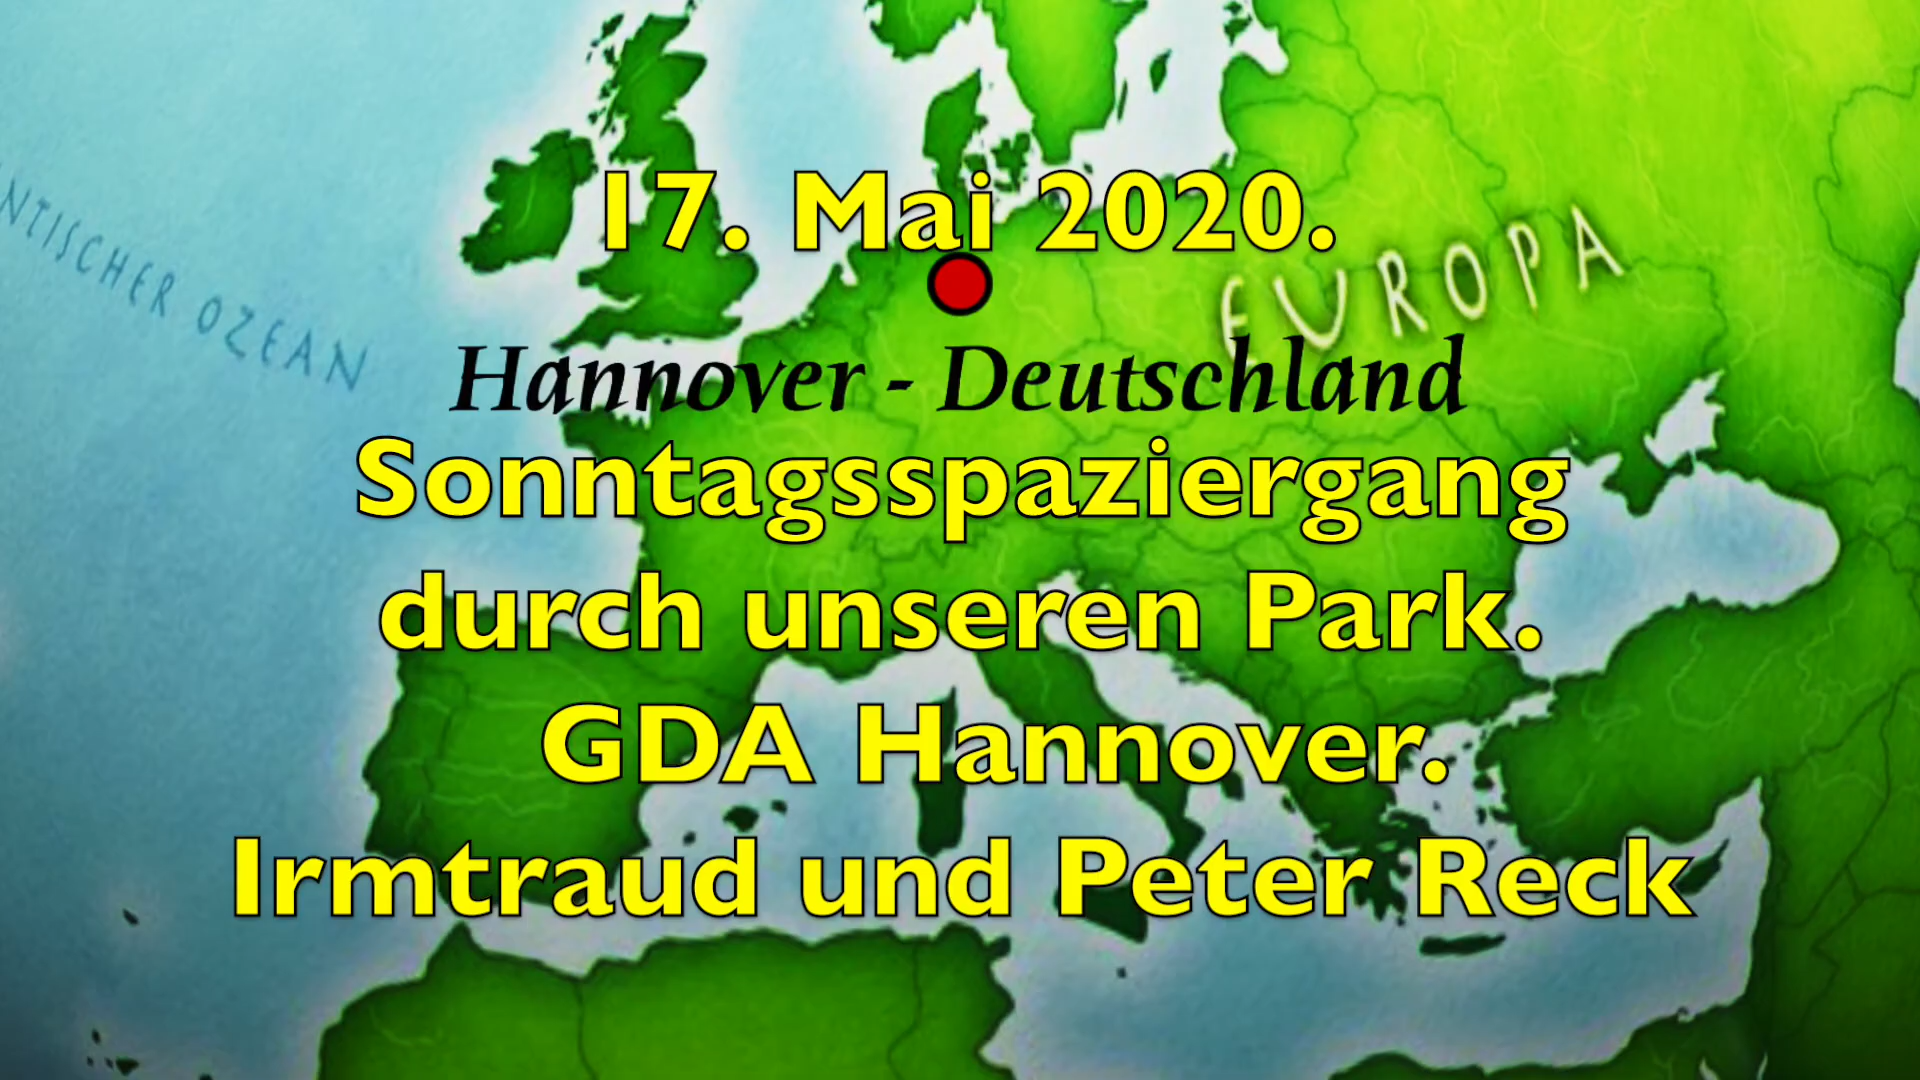 17. Mai 2020.
EUROPA
NTISCHER OZEAN
Hannover - Deutschland
Sonntagsspaziergang
durch unseren Park.
GDA Hannover.
Irmtraud und Peter Reck